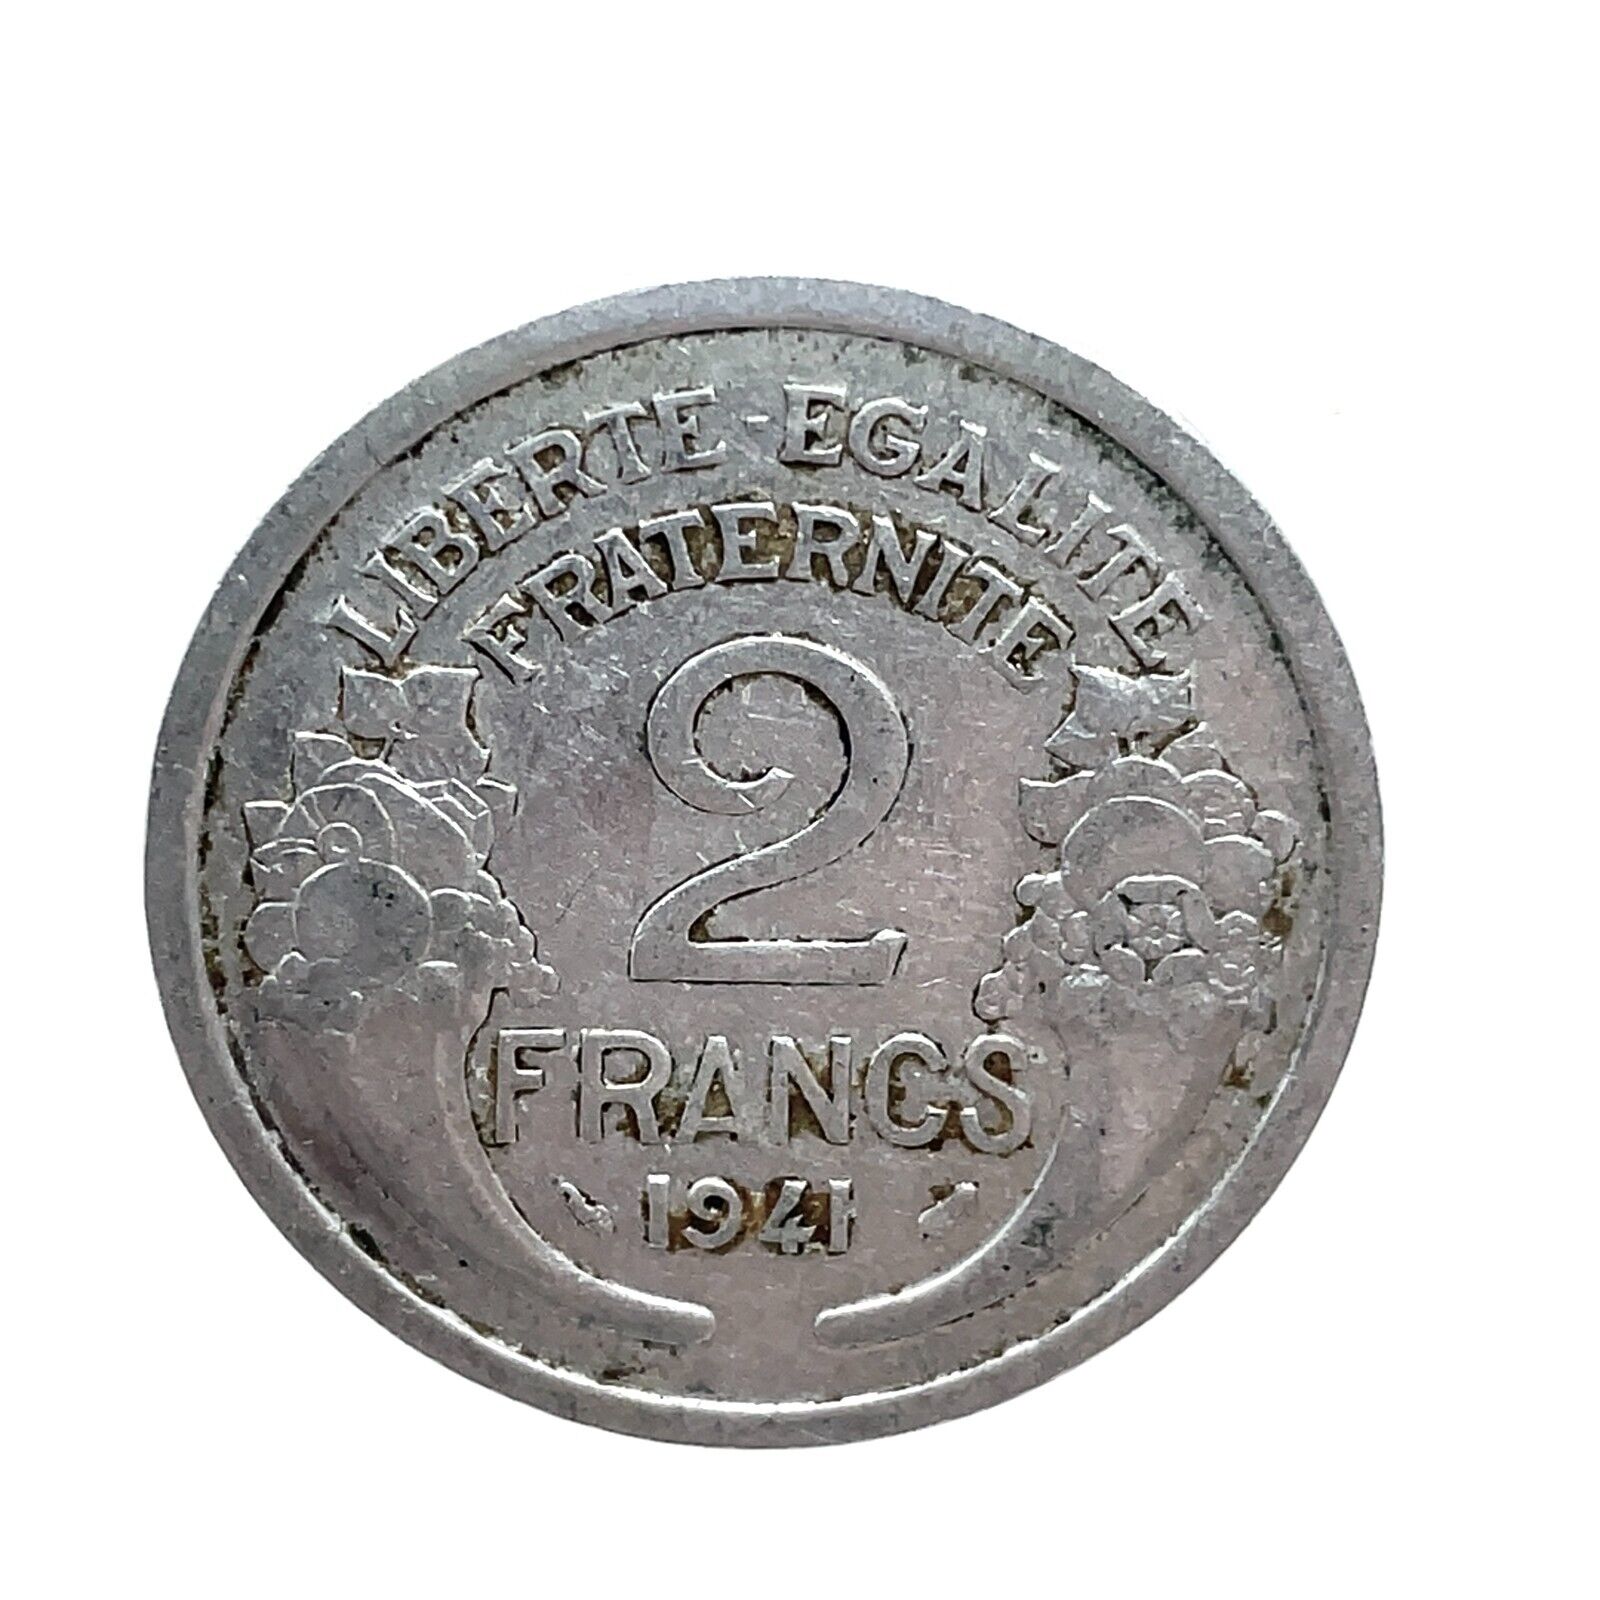 LIBERTE-EGALITE
FRATERNITE
2
FRANCS
1941